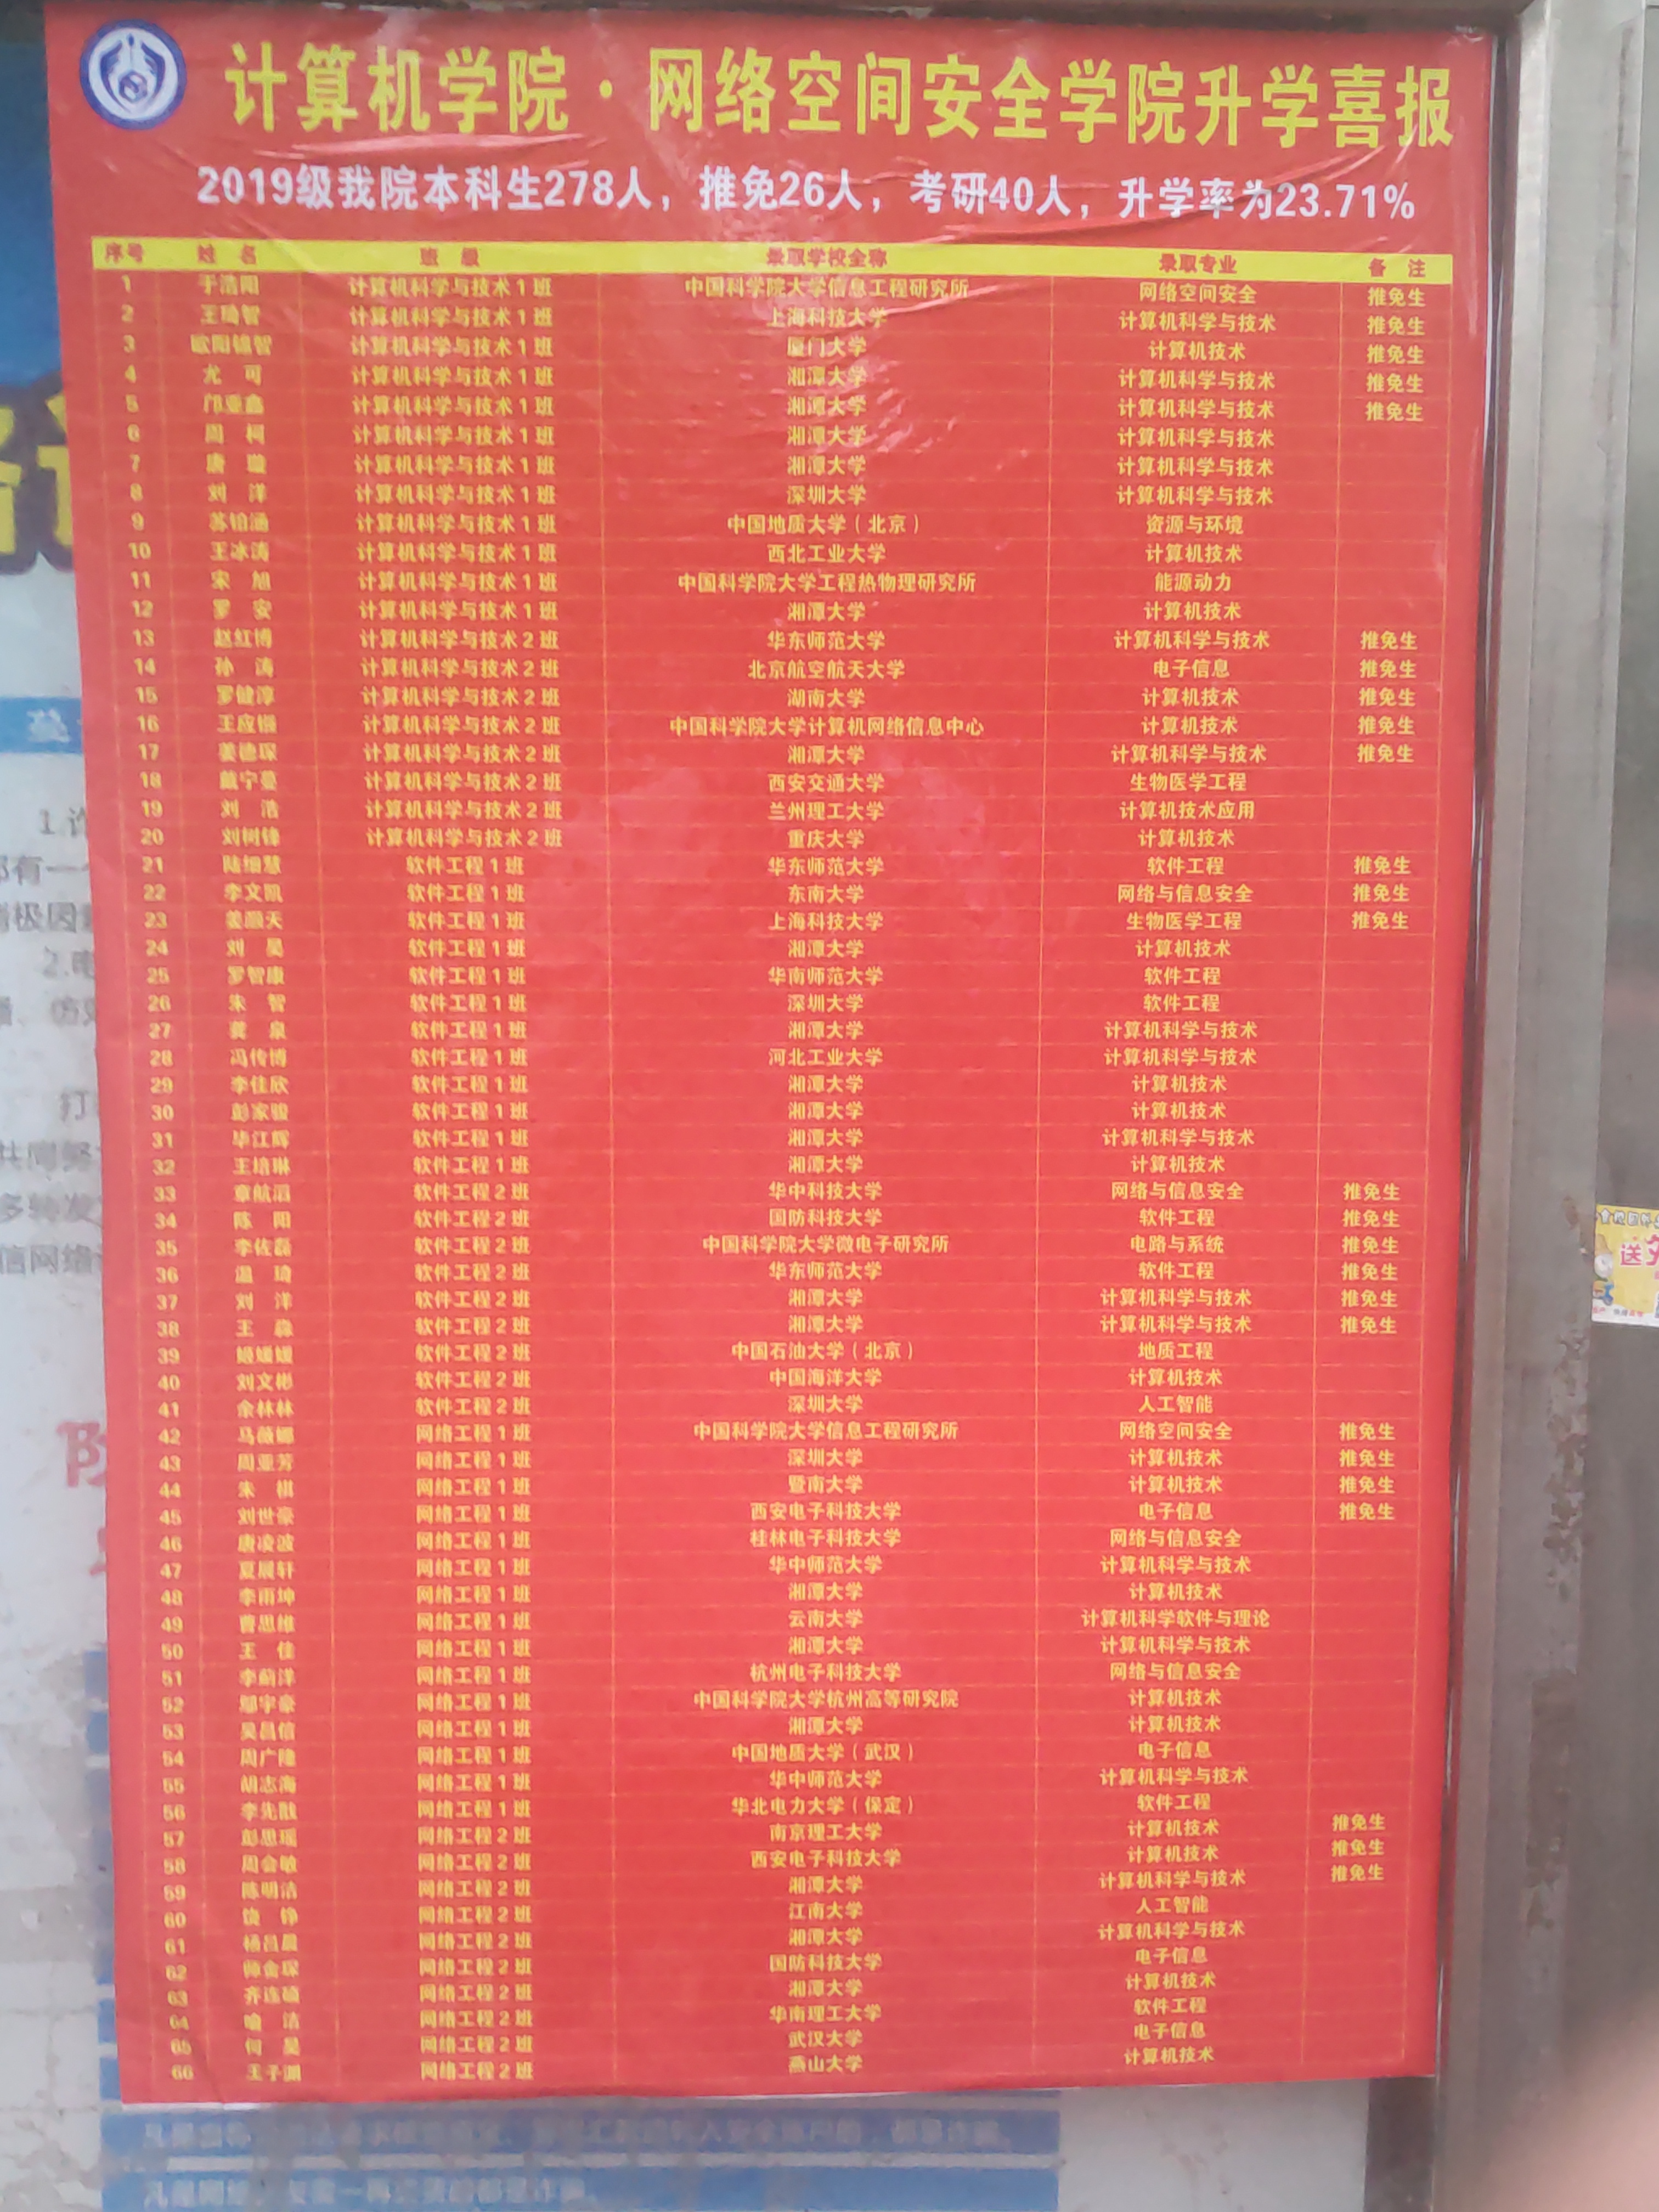 计算机学院·网络空间安全学院升学喜报
2019级我院本科生278人，推免26人，考研40人，升学率为23.71%
序号 姓 名 班 级 录取学校全称 录取专业 备 注
1 于浩阳 计算机科学与技术1班 中国科学院大学信息工程研究所 网络空间安全 推免生
2 计算机科学与技术1班 上海科技大学 计算机科学与技术 推免生
3 欧阳锦智 计算机科学与技术1班 厦门大学 计算机技术 推免生
4 尤 可 计算机科学与技术1班 湘潭大学 计算机科学与技术 推免生
5 计算机科学与技术1班 湘潭大学 计算机科学与技术 推免生
6 周 柯 计算机科学与技术1班 湘潭大学 计算机科学与技术
7 唐 璇 计算机科学与技术1班 湘潭大学 计算机科学与技术
8 刘 洋 计算机科学与技术1班 深圳大学 计算机科学与技术
9 计算机科学与技术1班 中国地质大学（北京） 资源与环境
10 王冰涛 计算机科学与技术1班 西北工业大学 计算机技术
11 宋 旭 计算机科学与技术1班 中国科学院大学工程热物理研究所 能源动力
12 罗 安 计算机科学与技术1班 湘潭大学 计算机技术
13 赵红博 计算机科学与技术2班 华东师范大学 计算机科学与技术 推免生
14 孙 涛 计算机科学与技术2班 北京航空航天大学 电子信息 推免生
15 罗健淳 计算机科学与技术2班 湖南大学 计算机技术 推免生
16 计算机科学与技术2班 中国科学院大学计算机网络信息中心 计算机技术 推免生
17 姜德琛 计算机科学与技术2班 湘潭大学 计算机科学与技术 推免生
18 戴宁蔓 计算机科学与技术2班 西安交通大学 生物医学工程
19 刘 浩 计算机科学与技术2班 兰州理工大学 计算机技术应用
20 刘树锋 计算机科学与技术2班 重庆大学 计算机技术
21 陆细慧 软件工程1班 华东师范大学 软件工程 推免生
22 李文凯 软件工程1班 东南大学 网络与信息安全 推免生
23 姜灏天 软件工程1班 上海科技大学 生物医学工程 推免生
24 刘 昊 软件工程1班 湘潭大学 计算机技术
25 罗智康 软件工程1班 华南师范大学 软件工程
26 朱 智 软件工程1班 深圳大学 软件工程
27 龚 泉 软件工程1班 湘潭大学 计算机科学与技术
28 冯传博 软件工程1班 河北工业大学 计算机科学与技术
29 李佳欣 软件工程1班 湘潭大学 计算机技术
30 彭家骏 软件工程1班 湘潭大学 计算机技术
31 毕江辉 软件工程1班 湘潭大学 计算机科学与技术
32 王培琳 软件工程1班 湘潭大学 计算机技术
33 章航滔 软件工程2班 华中科技大学 网络与信息安全 推免生
34 陈 阳 软件工程2班 国防科技大学 软件工程 推免生
35 李佐磊 软件工程2班 中国科学院大学微电子研究所 电路与系统 推免生
36 温 琦 软件工程2班 华东师范大学 软件工程 推免生
37 刘 洋 软件工程2班 湘潭大学 计算机科学与技术 推免生
38 王 淼 软件工程2班 湘潭大学 计算机科学与技术 推免生
39 姬媛媛 软件工程2班 中国石油大学（北京） 地质工程
40 刘文彬 软件工程2班 中国海洋大学 计算机技术
41 余林林 软件工程2班 深圳大学 人工智能
42 马薇娜 网络工程1班 中国科学院大学信息工程研究所 网络空间安全 推免生
43 周亚芳 网络工程1班 深圳大学 计算机技术 推免生
44 朱 棋 网络工程1班 暨南大学 计算机技术 推免生
45 刘世豪 网络工程1班 西安电子科技大学 电子信息 推免生
46 唐凌波 网络工程1班 桂林电子科技大学 网络与信息安全
47 夏晨轩 网络工程1班 华中师范大学 计算机科学与技术
48 李雨坤 网络工程1班 湘潭大学 计算机技术
49 曹思维 网络工程1班 云南大学 计算机科学软件与理论
50 王 佳 网络工程1班 湘潭大学 计算机科学与技术
51 李蔚洋 网络工程1班 杭州电子科技大学 网络与信息安全
52 鄢宇豪 网络工程1班 中国科学院大学杭州高等研究院 计算机技术
53 吴昌信 网络工程1班 湘潭大学 计算机技术
54 周广隆 网络工程1班 中国地质大学（武汉） 电子信息
55 胡志海 网络工程1班 华中师范大学 计算机科学与技术
56 网络工程1班 华北电力大学（保定） 软件工程
57 彭思瑶 网络工程2班 南京理工大学 计算机技术 推免生
58 周会敏 网络工程2班 西安电子科技大学 计算机技术 推免生
59 陈明洁 网络工程2班 湘潭大学 计算机科学与技术 推免生
60 饶 铮 网络工程2班 江南大学 人工智能
61 杨吕晨 网络工程2班 湘潭大学 计算机科学与技术
62 师金琛 网络工程2班 国防科技大学 电子信息
63 齐连硕 网络工程2班 湘潭大学 计算机技术
64 喻 洁 网络工程2班 华南理工大学 软件工程
65 何 昊 网络工程2班 武汉大学 电子信息
66 王子渊 网络工程2班 燕山大学 计算机技术